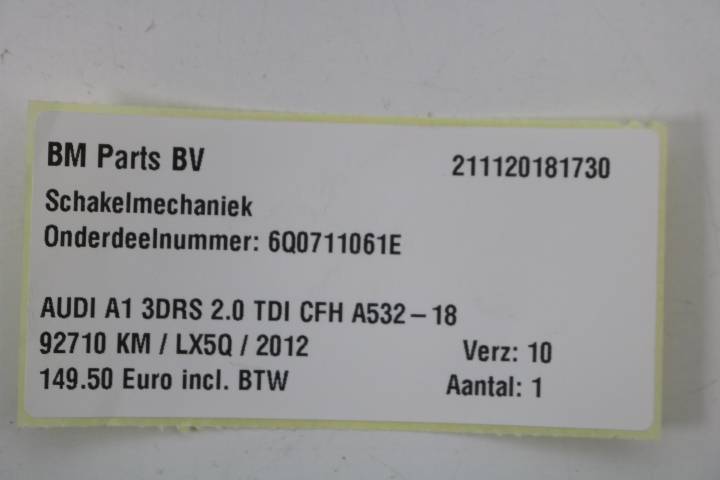 BM Parts BV 211120181730
Schakelmechaniek
Onderdeelnummer: 6Q0711061E
AUDI A1 3DRS 2.0 TDI CFH A532-18
92710 KM / LX5Q / 2012 Verz: 10
149.50 Euro incl. BTW Aantal: 1